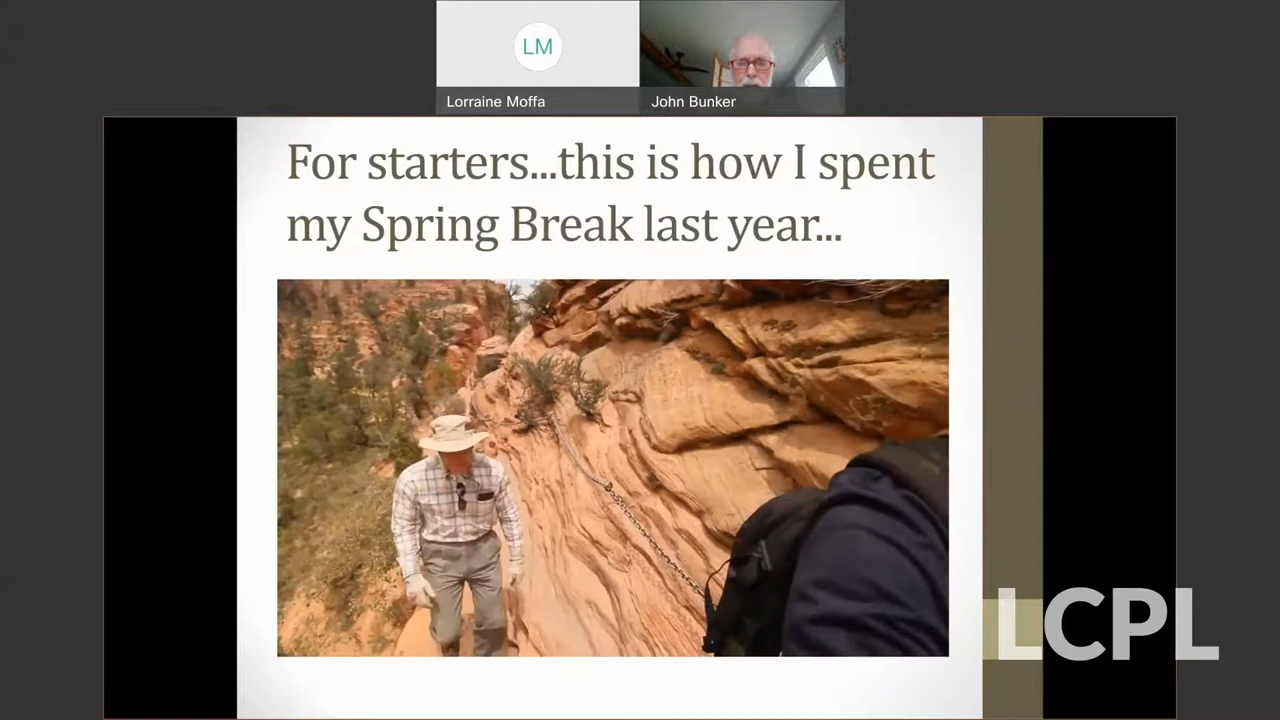 LM
Lorraine Moffa
John Bunker
For starters...this is how I spent
my Spring Break last year...
LCPL